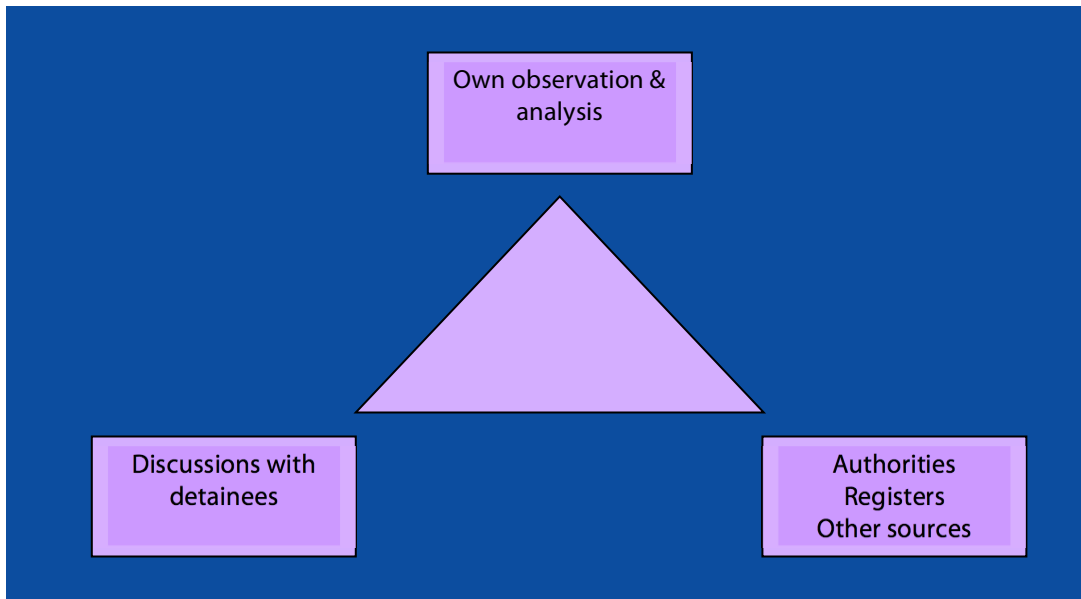 Own observation &
analysis
Discussions with
detainees
Authorities
Registers
Other sources